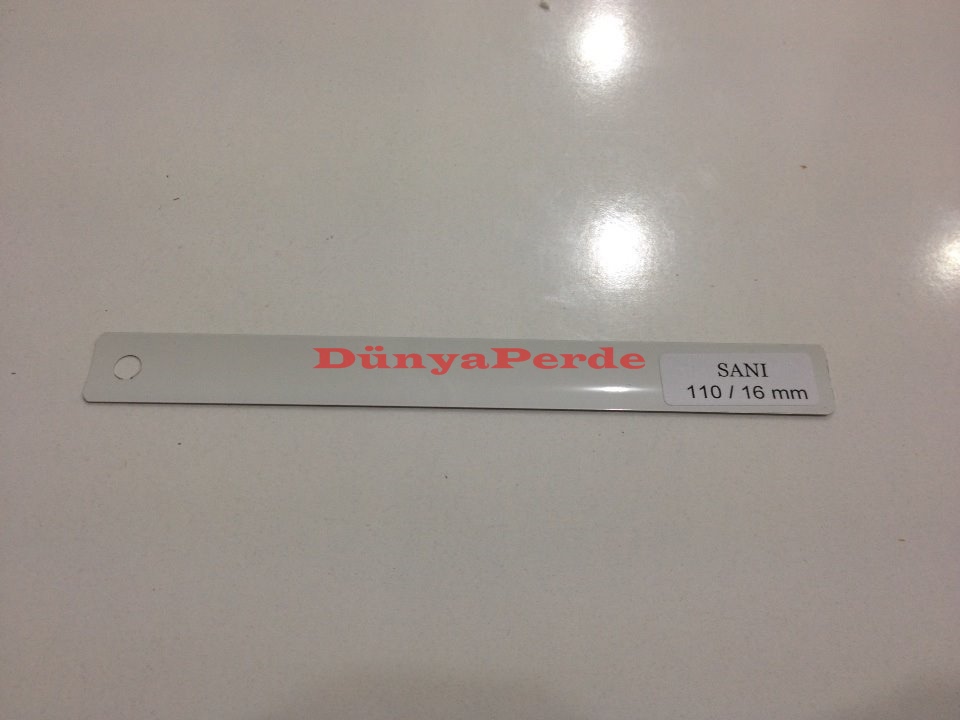 DünyaPerde
SANI
110 / 16 mm